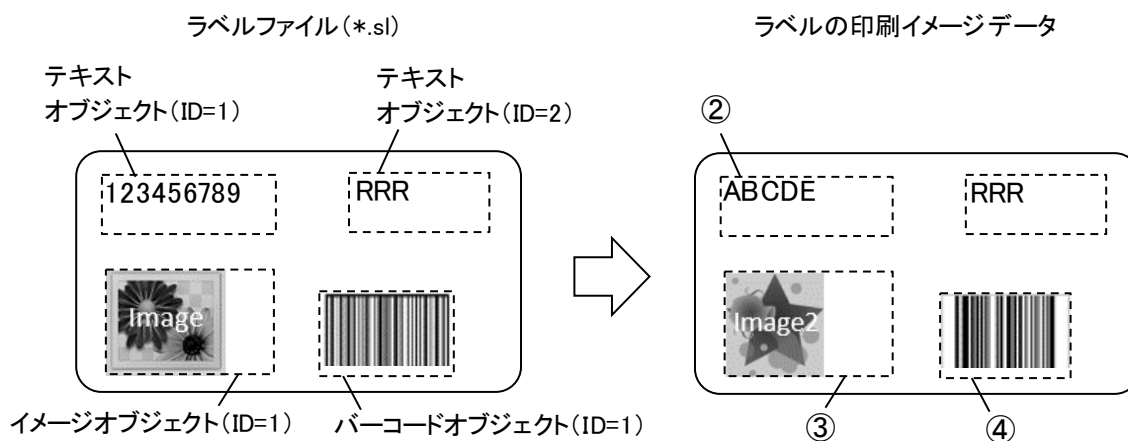 ラベルファイル(*.sl)
ラベルの印刷イメージデータ
テキスト
オブジェクト(ID=1)
テキスト
オブジェクト(ID=2)
②
123456789
RRR
ABCDE
RRR
Image
Image2
イメージオブジェクト(ID=1)
バーコードオブジェクト(ID=1)
③
④